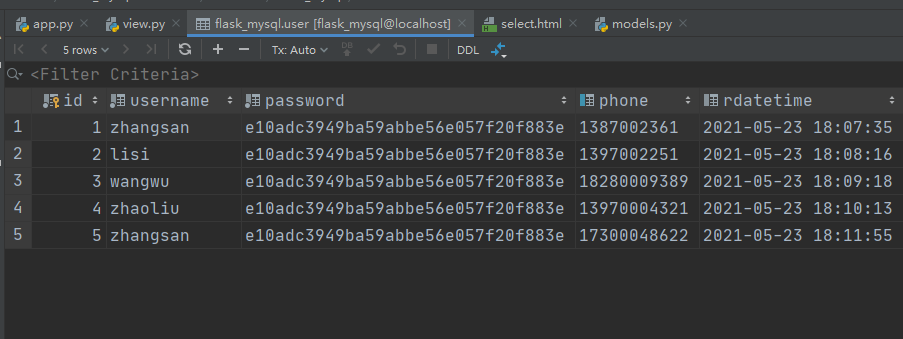 app.py view.py flask_mysql.user [flask_mysql@localhost] select.html models.py
5 rows Tx: Auto DB DDL
<Filter Criteria>
id username password phone rdatetime
1 1 zhangsan e10adc3949ba59abbe56e057f20f883e 1387002361 2021-05-23 18:07:35
2 2 lisi e10adc3949ba59abbe56e057f20f883e 1397002251 2021-05-23 18:08:16
3 3 wangwu e10adc3949ba59abbe56e057f20f883e 18280009389 2021-05-23 18:09:18
4 4 zhaoliu e10adc3949ba59abbe56e057f20f883e 13970004321 2021-05-23 18:10:13
5 5 zhangsan e10adc3949ba59abbe56e057f20f883e 17300048622 2021-05-23 18:11:55